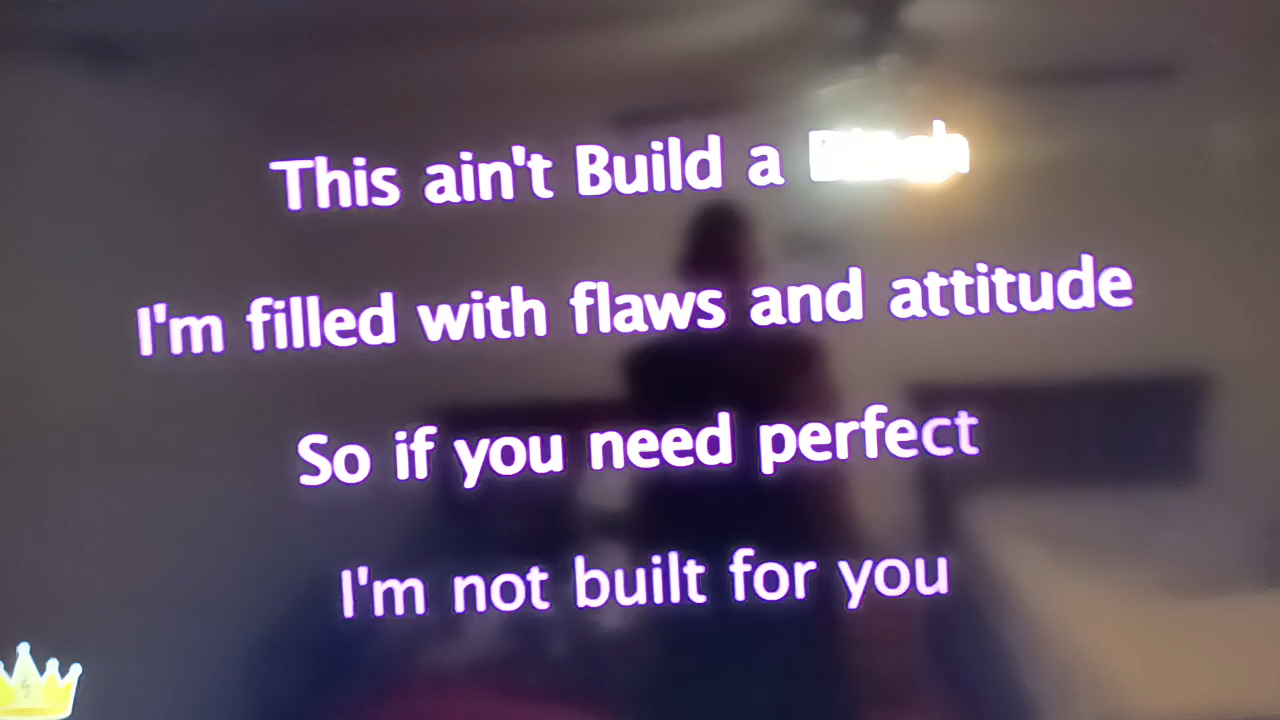 This ain't Build a
I'm filled with flaws and attitude
So if you need perfect
I'm not built for you